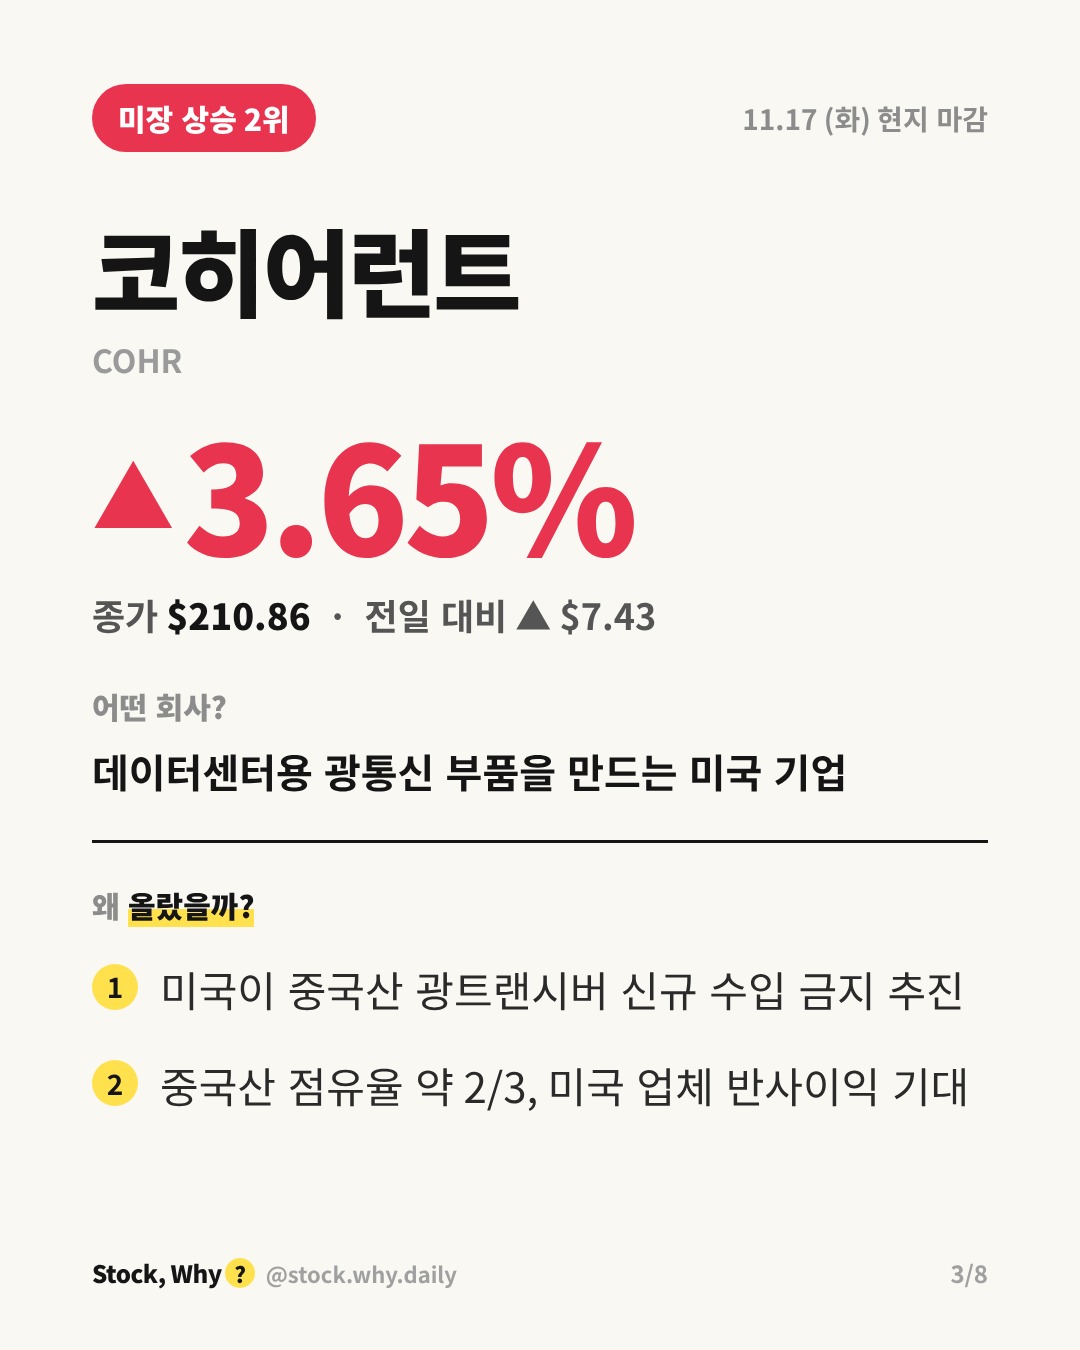 미장 상승 2위
11.17 (화) 현지 마감
코히어런트
COHR
▲3.65%
종가 $210.86 · 전일 대비 ▲ $7.43
어떤 회사?
데이터센터용 광통신 부품을 만드는 미국 기업
왜 올랐을까?
1 미국이 중국산 광트랜시버 신규 수입 금지 추진
2 중국산 점유율 약 2/3, 미국 업체 반사이익 기대
Stock, Why ? @stock.why.daily
3/8